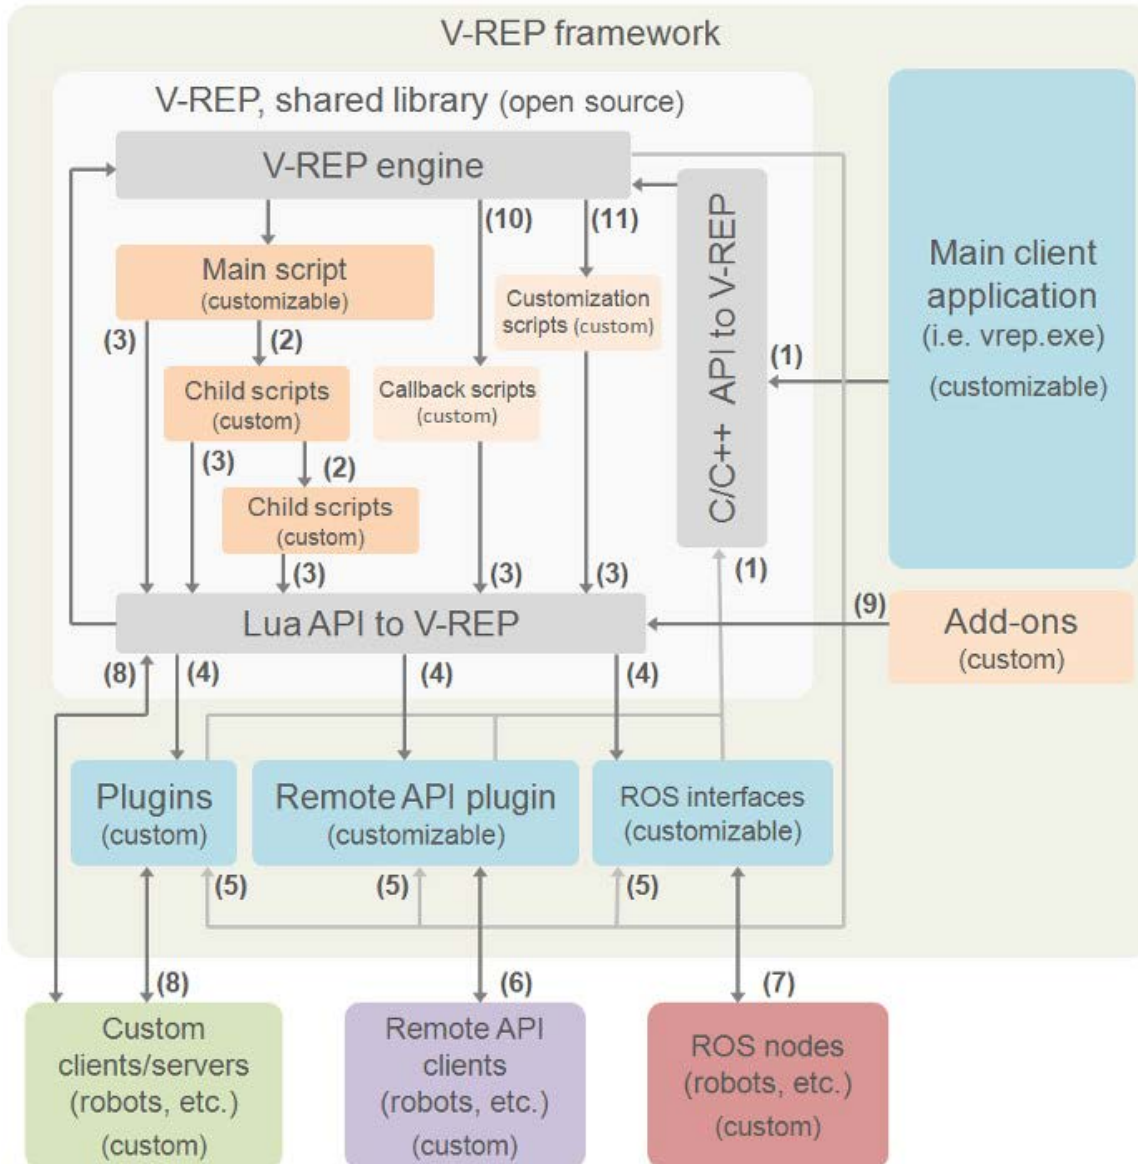 V-REP framework
V-REP, shared library (open source)
V-REP engine
(10)
(11)
Main script
(customizable)
Customization
scripts (custom)
C/C++ API to V-REP
Main client
application
(i.e. vrep.exe)
(customizable)
(3)
(2)
(1)
Child scripts
(custom)
Callback scripts
(custom)
(3)
(2)
Child scripts
(custom)
(3)
(3)
(3)
(1)
Lua API to V-REP
(9)
Add-ons
(custom)
(8)
(4)
(4)
(4)
Plugins
(custom)
Remote API plugin
(customizable)
ROS interfaces
(customizable)
(5)
(5)
(5)
(8)
(6)
(7)
Custom
clients/servers
(robots, etc.)
(custom)
Remote API
clients
(robots, etc.)
(custom)
ROS nodes
(robots, etc.)
(custom)